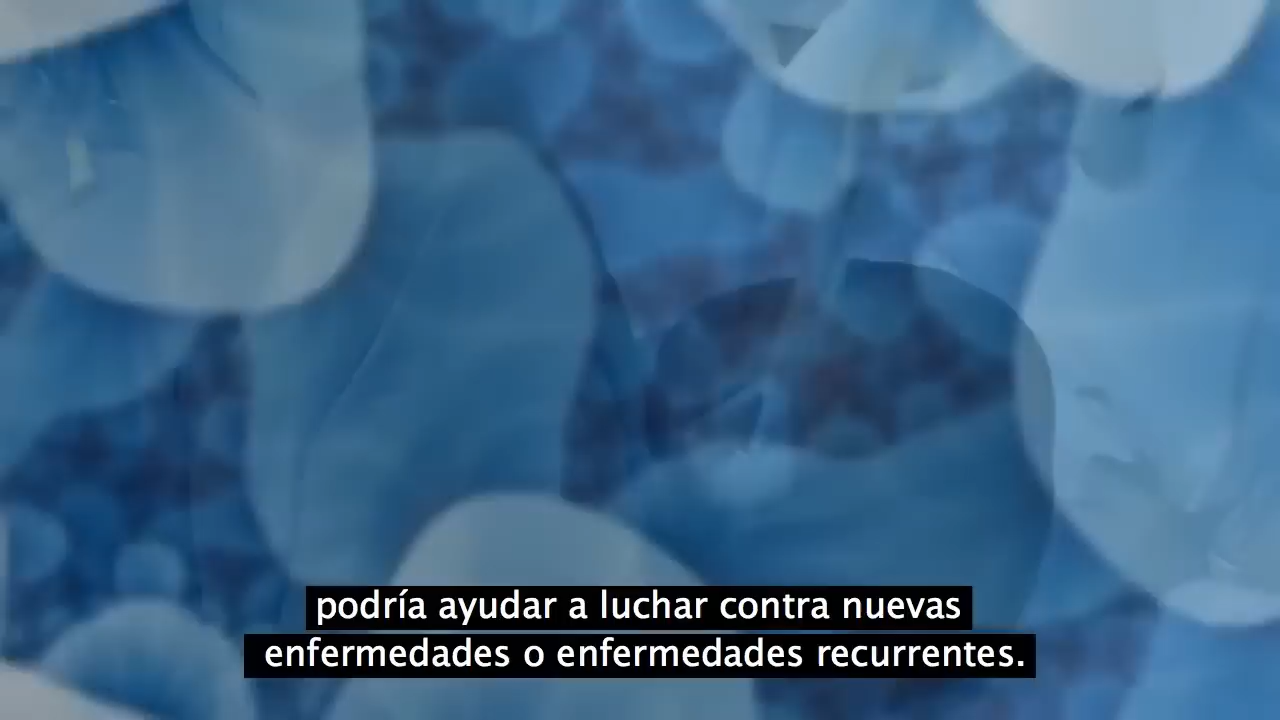 podría ayudar a luchar contra nuevas
enfermedades o enfermedades recurrentes.